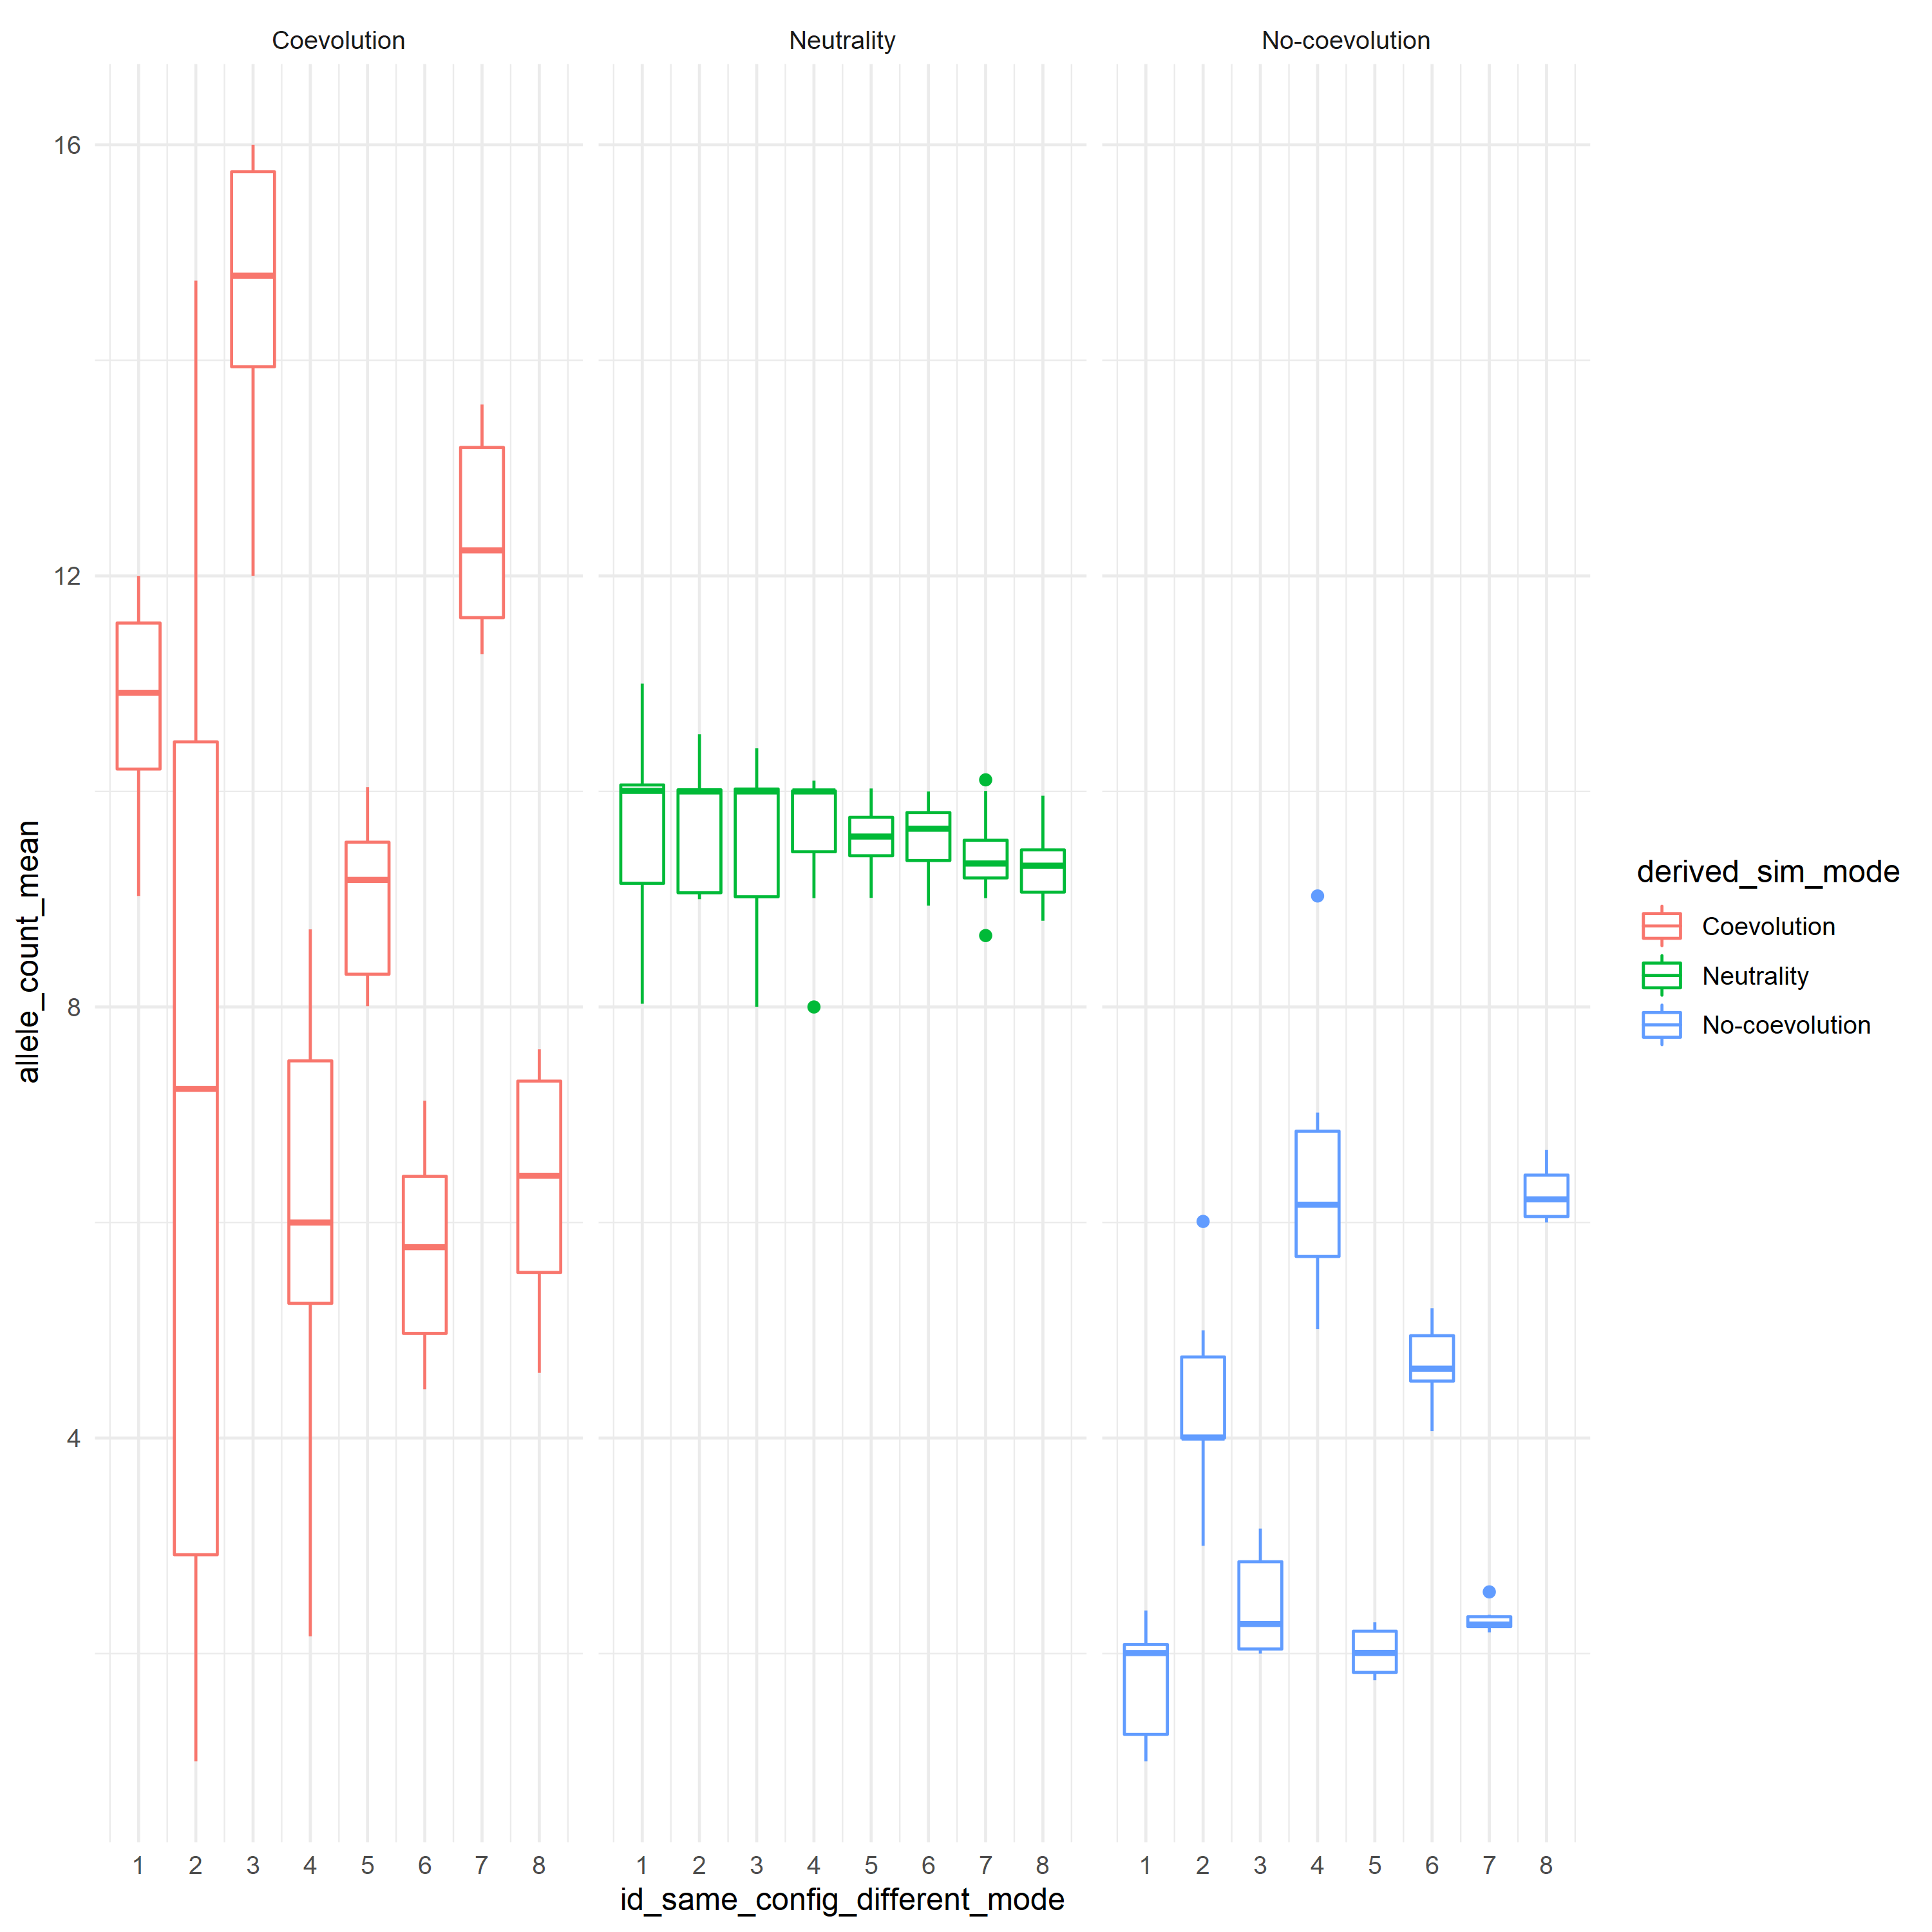 Coevolution Neutrality No-coevolution
16
12
8
4
allele_count_mean
1 2 3 4 5 6 7 8 1 2 3 4 5 6 7 8 1 2 3 4 5 6 7 8
id_same_config_different_mode
derived_sim_mode
Coevolution
Neutrality
No-coevolution